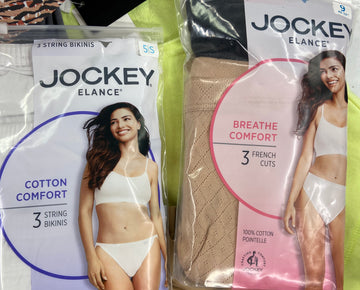 3 STRING BIKINIS
5/S
JOCKEY
ELANCE®
COTTON
COMFORT
3 STRING
BIKINIS
9
JOCKEY
ELANCE®
BREATHE
COMFORT
3 FRENCH
CUTS
100% COTTON
POINTELLE
JOCKEY